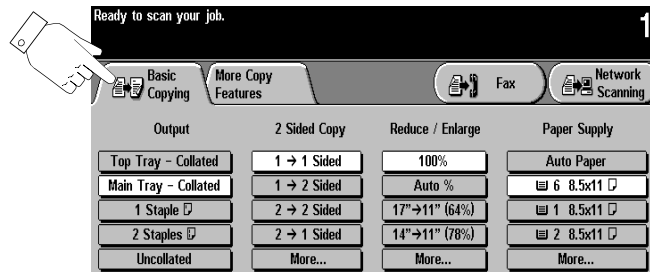 Ready to scan your job.
1
Basic Copying
More Copy Features
Fax
Network Scanning
Output
2 Sided Copy
Reduce / Enlarge
Paper Supply
Top Tray - Collated
1 → 1 Sided
100%
Auto Paper
Main Tray - Collated
1 → 2 Sided
Auto %
6 8.5x11
1 Staple
2 → 2 Sided
17"→11" (64%)
1 8.5x11
2 Staples
2 → 1 Sided
14"→11" (78%)
2 8.5x11
Uncollated
More...
More...
More...